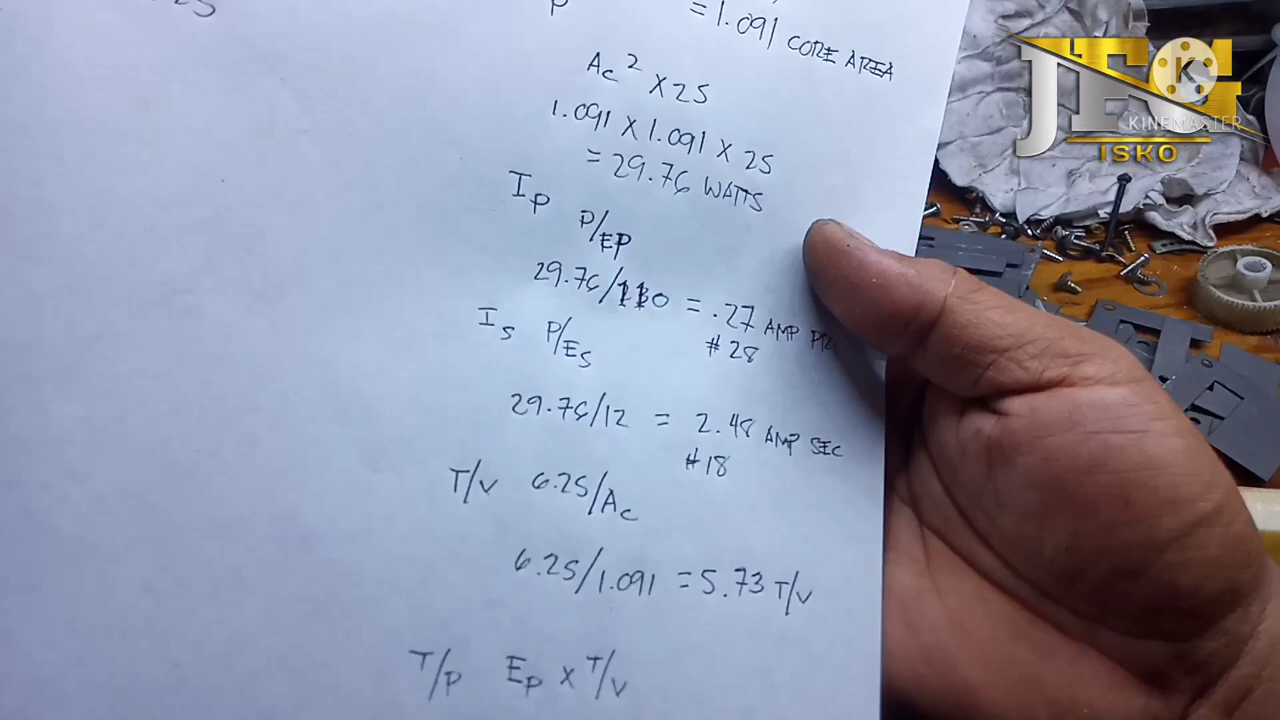 = 1.091 CORE AREA
P
Ac² x 25
1.091 x 1.091 x 25
= 29.76 WATTS
Ip P/EP
29.76/110 = .27 AMP PRI
#28
Is P/Es
29.76/12 = 2.48 AMP SEC
#18
T/V 6.25/Ac
6.25/1.091 = 5.73 T/V
T/P Ep x T/V
JFG
K
KINEMASTER
ISKO